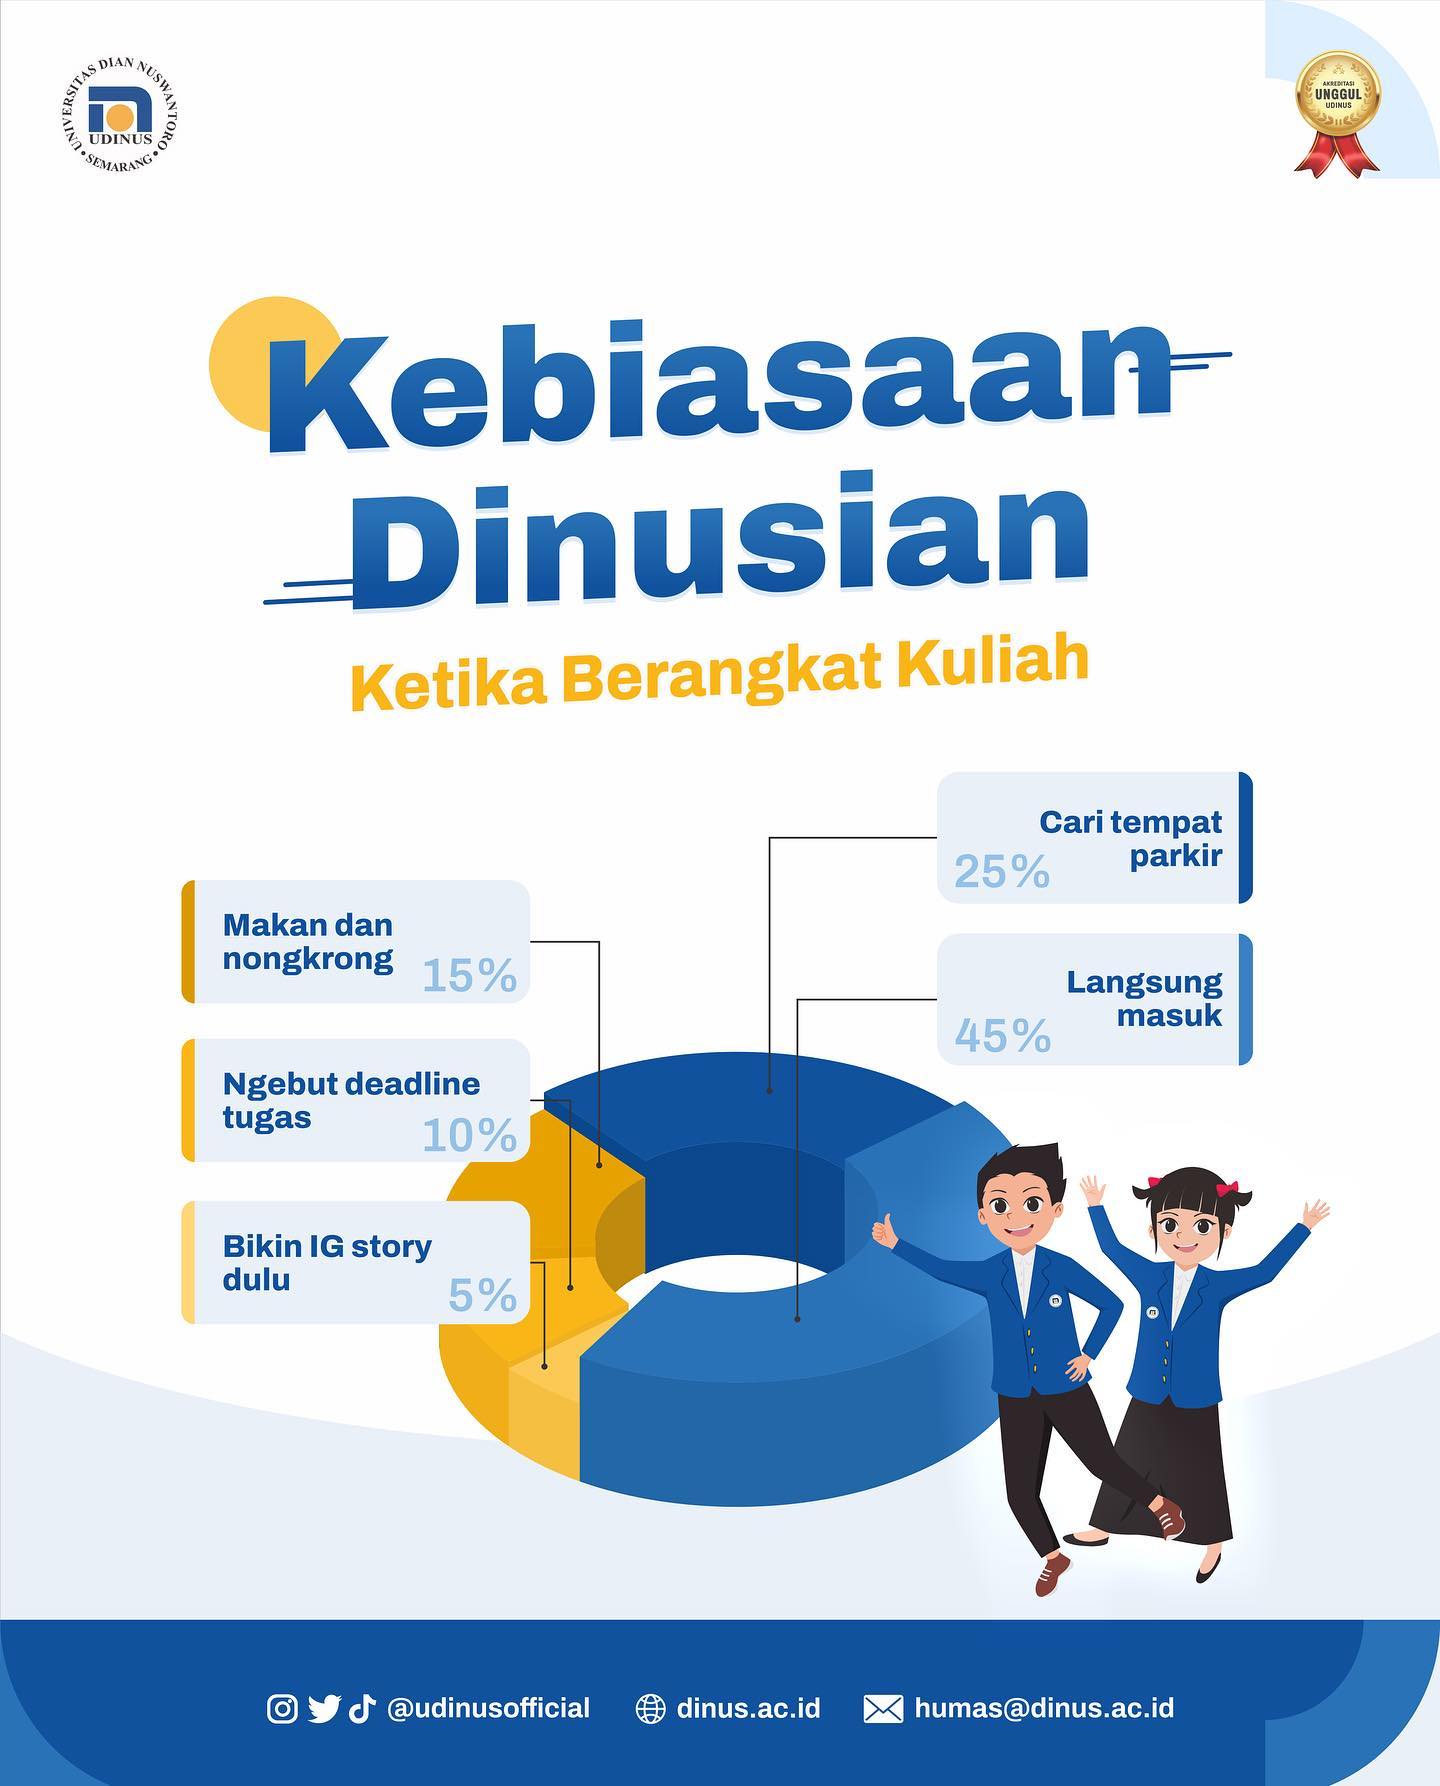 UNIVERSITAS DIAN NUSWANTORO
UDINUS
• SEMARANG •
AKREDITASI
UNGGUL
UDINUS
Kebiasaan
Dinusian
Ketika Berangkat Kuliah
Cari tempat
parkir
25%
Makan dan
nongkrong
15%
Langsung
masuk
45%
Ngebut deadline
tugas
10%
Bikin IG story
dulu
5%
@udinusofficial
dinus.ac.id
humas@dinus.ac.id